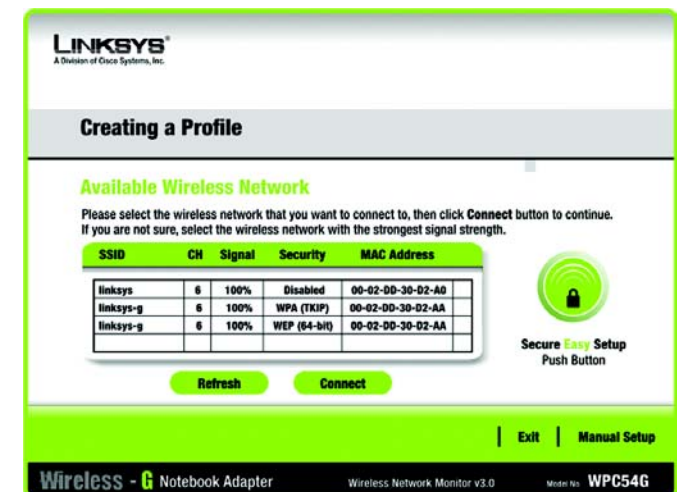 LINKSYS®
A Division of Cisco Systems, Inc.
Creating a Profile
Available Wireless Network
Please select the wireless network that you want to connect to, then click Connect button to continue.
If you are not sure, select the wireless network with the strongest signal strength.
SSID CH Signal Security MAC Address
linksys 6 100% Disabled 00-02-DD-30-D2-A0
linksys-g 6 100% WPA (TKIP) 00-02-DD-30-D2-AA
linksys-g 6 100% WEP (64-bit) 00-02-DD-30-D2-AA
Secure Easy Setup
Push Button
Refresh Connect
Exit Manual Setup
Wireless - G Notebook Adapter Wireless Network Monitor v3.0 Model No. WPC54G